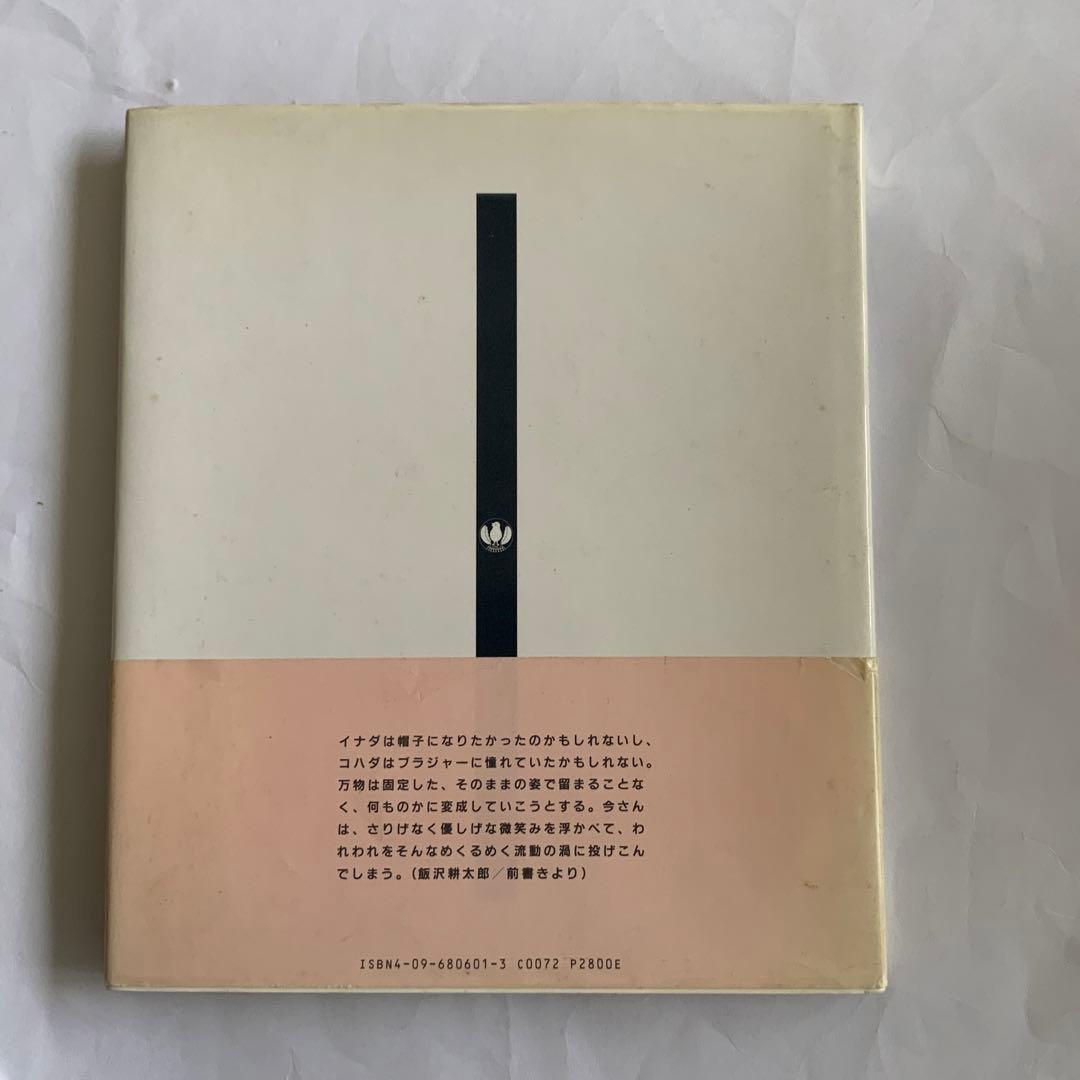 イナダは帽子になりたかったのかもしれないし、
コハダはブラジャーに憧れていたかもしれない。
万物は固定した、そのままの姿で留まることな
く、何ものかに変成していこうとする。今さん
は、さりげなく優しげな微笑みを浮かべて、わ
れわれをそんなめくるめく流動の渦に投げこん
でしまう。(飯沢耕太郎／前書きより)
ISBN4-09-680601-3 C0072 P2800E